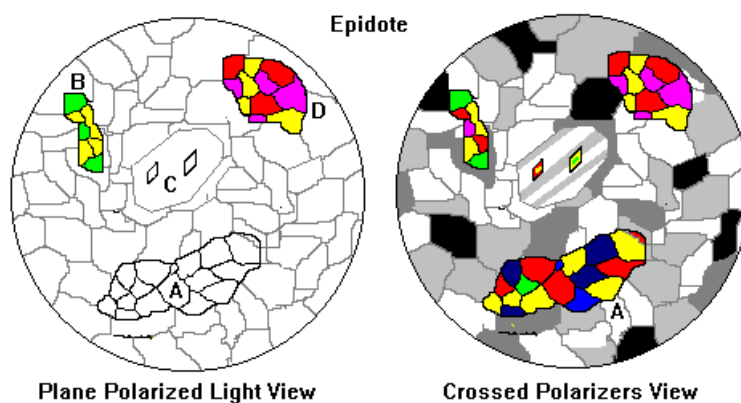 Epidote
B
D
C
A
A
Plane Polarized Light View
Crossed Polarizers View